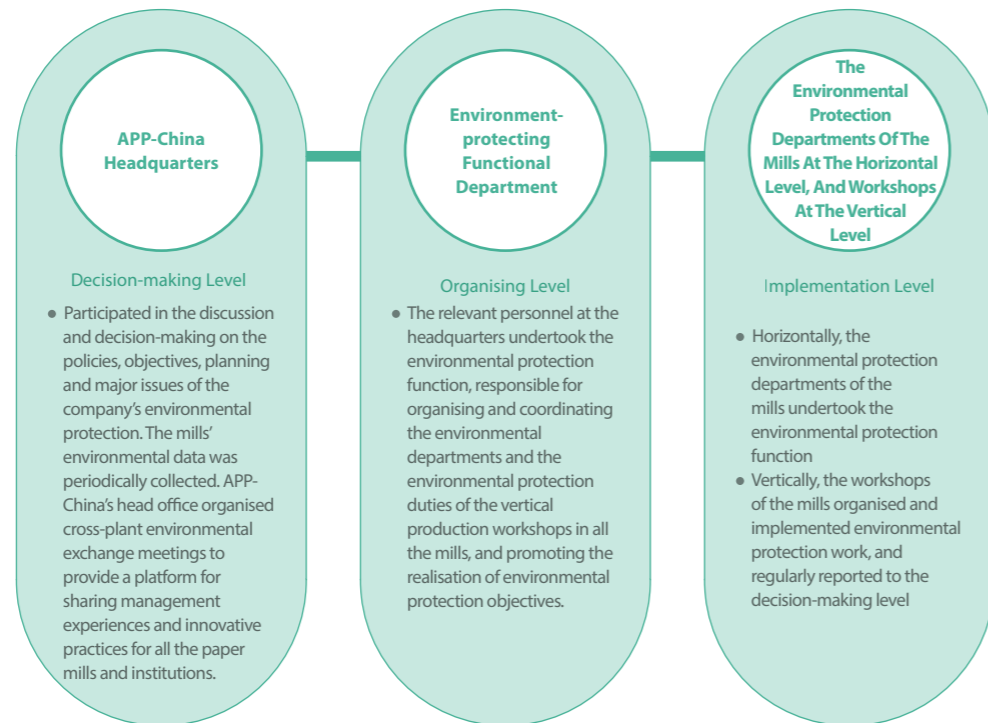 APP-China
Headquarters
Decision-making Level
● Participated in the discussion
and decision-making on the
policies, objectives, planning
and major issues of the
company's environmental
protection. The mills'
environmental data was
periodically collected. APP-
China's head office organised
cross-plant environmental
exchange meetings to
provide a platform for
sharing management
experiences and innovative
practices for all the paper
mills and institutions.
Environment-
protecting
Functional
Department
Organising Level
● The relevant personnel at the
headquarters undertook the
environmental protection
function, responsible for
organising and coordinating
the environmental
departments and the
environmental protection
duties of the vertical
production workshops in all
the mills, and promoting the
realisation of environmental
protection objectives.
The
Environmental
Protection
Departments Of The
Mills At The Horizontal
Level, And Workshops
At The Vertical
Level
Implementation Level
● Horizontally, the
environmental protection
departments of the
mills undertook the
environmental protection
function
● Vertically, the workshops
of the mills organised and
implemented environmental
protection work, and
regularly reported to the
decision-making level